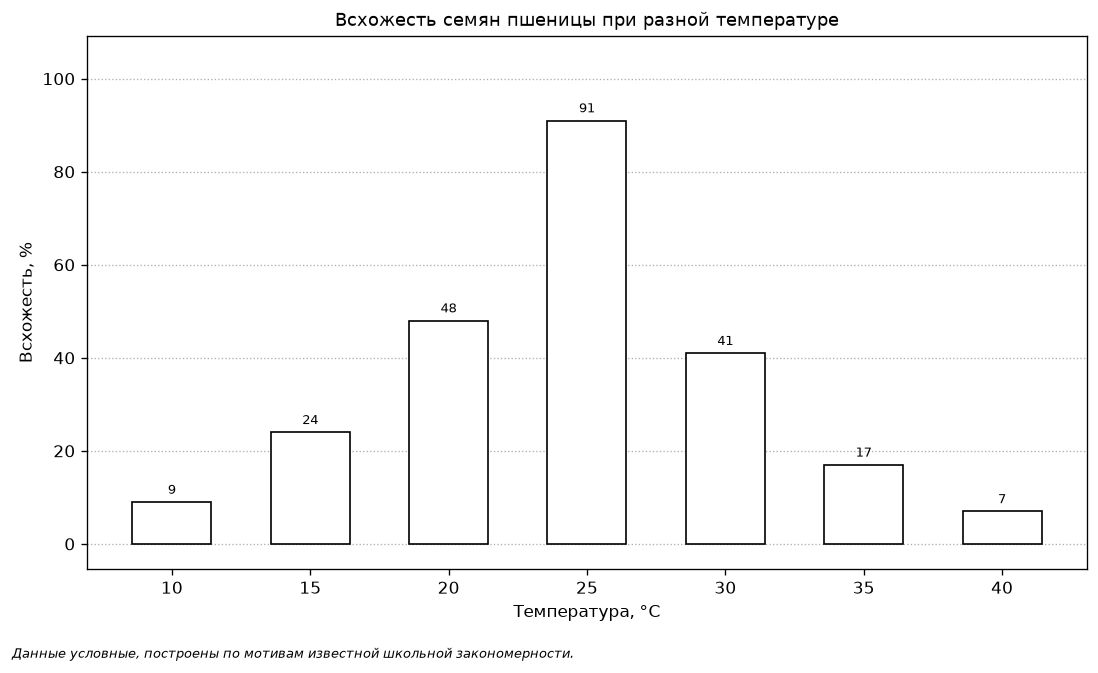 Всхожесть семян пшеницы при разной температуре
Всхожесть, %
100
80
60
40
20
0
9
24
48
91
41
17
7
10 15 20 25 30 35 40
Температура, °C
Данные условные, построены по мотивам известной школьной закономерности.